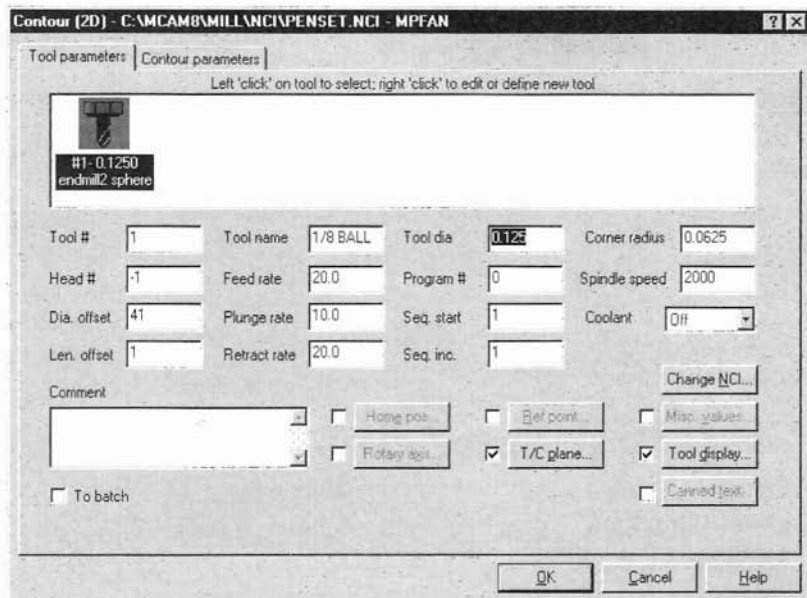 Contour (2D) - C:\MCAM8\MILL\NCI\PENSET.NCI - MPFAN
Tool parameters Contour parameters
Left 'click' on tool to select; right 'click' to edit or define new tool
#1- 0.1250
endmill2 sphere
Tool # 1 Tool name 1/8 BALL Tool dia 0.125 Corner radius 0.0625
Head # -1 Feed rate 20.0 Program # 0 Spindle speed 2000
Dia. offset 41 Plunge rate 10.0 Seq. start 1 Coolant Off
Len. offset 1 Retract rate 20.0 Seq. inc. 1
Change NCI...
Comment
Home pos... Ref point... Misc. values...
Rotary axis... T/C plane... Tool display...
To batch Canned text...
OK Cancel Help